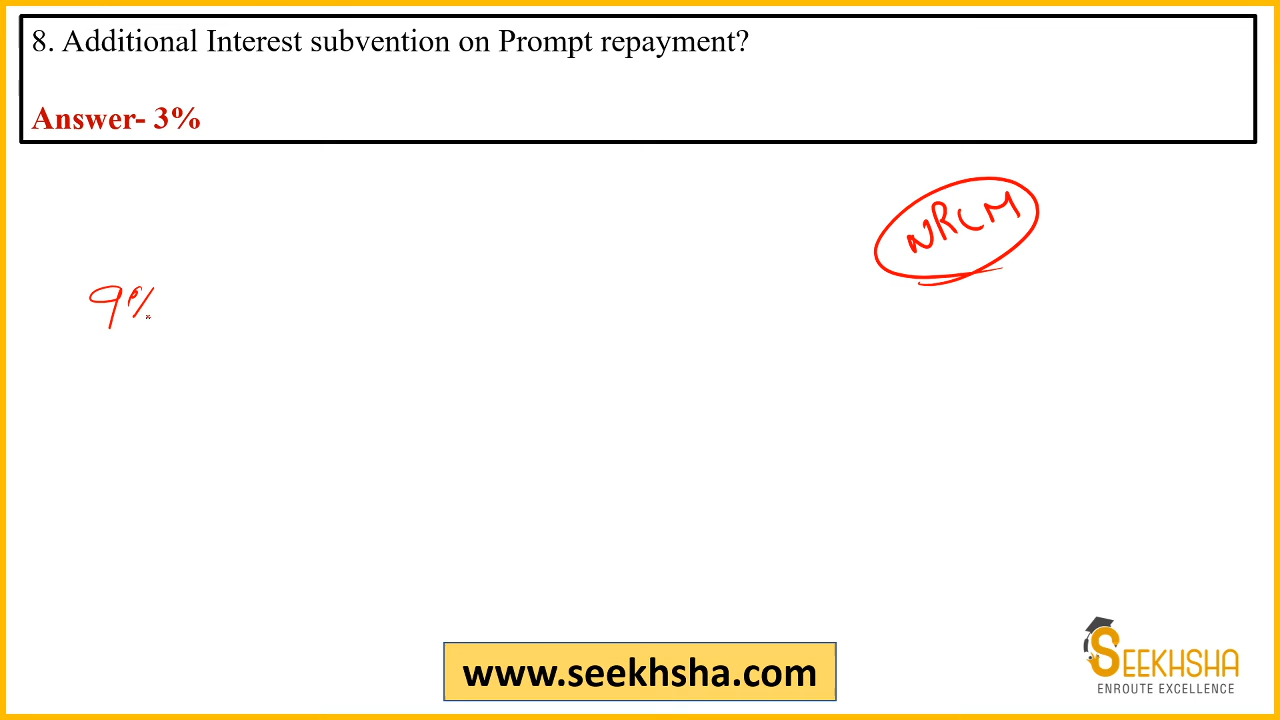 8. Additional Interest subvention on Prompt repayment?
Answer- 3%
NRLM
9%
www.seekhsha.com
SEEKHSHA
ENROUTE EXCELLENCE